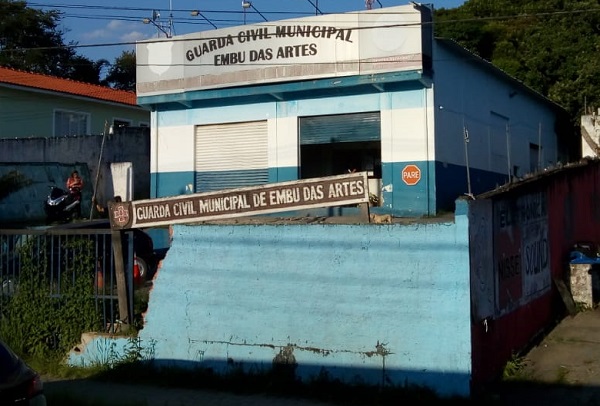 GUARDA CIVIL MUNICIPAL
EMBU DAS ARTES
PARE
GUARDA CIVIL MUNICIPAL DE EMBU DAS ARTES